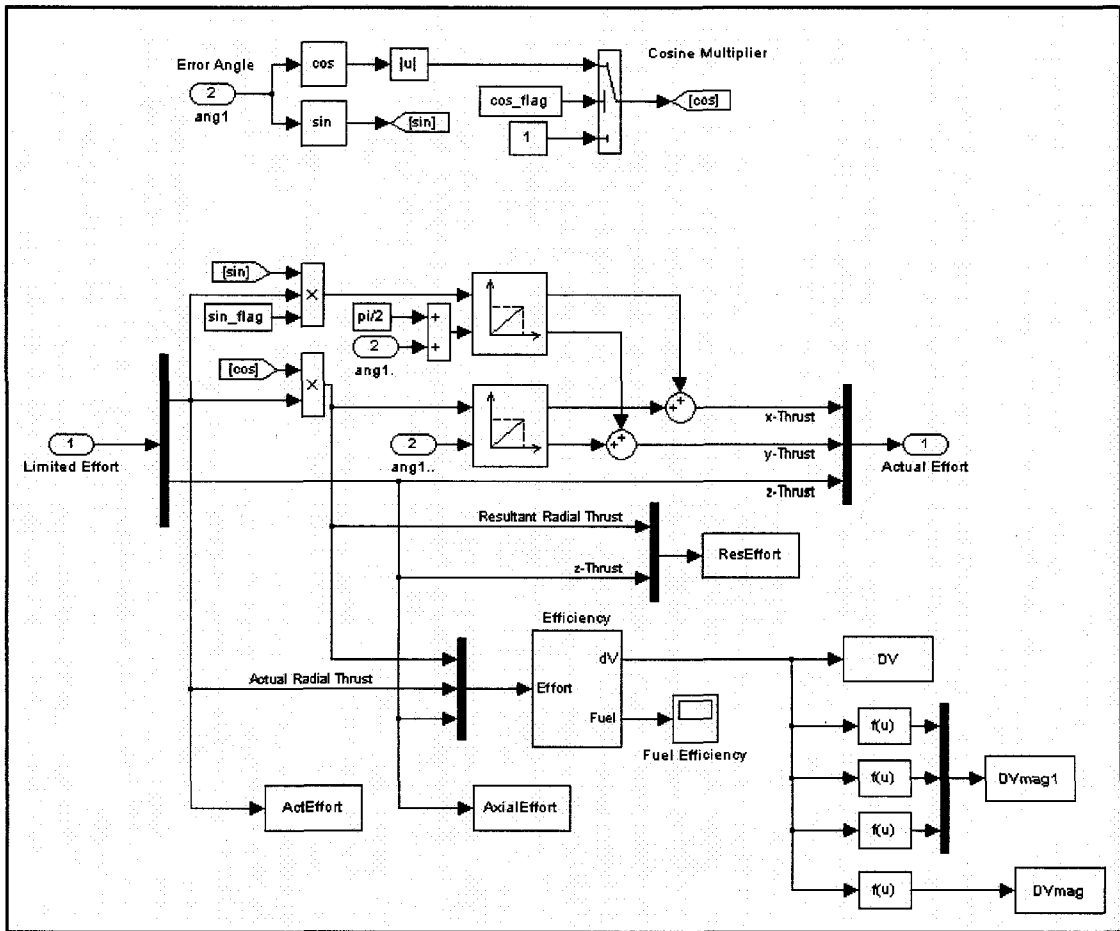 Error Angle
2
ang1
cos
|u|
sin
[sin]
cos_flag
1
Cosine Multiplier
[cos]
[sin]
sin_flag
×
pi/2
+
+
2
ang1.
[cos]
×
2
ang1..
+
+
+
+
1
Limited Effort
x-Thrust
y-Thrust
z-Thrust
1
Actual Effort
Resultant Radial Thrust
z-Thrust
ResEffort
Efficiency
Effort
dV
Fuel
Actual Radial Thrust
Fuel Efficiency
DV
f(u)
f(u)
f(u)
DVmag1
f(u)
DVmag
ActEffort
AxialEffort